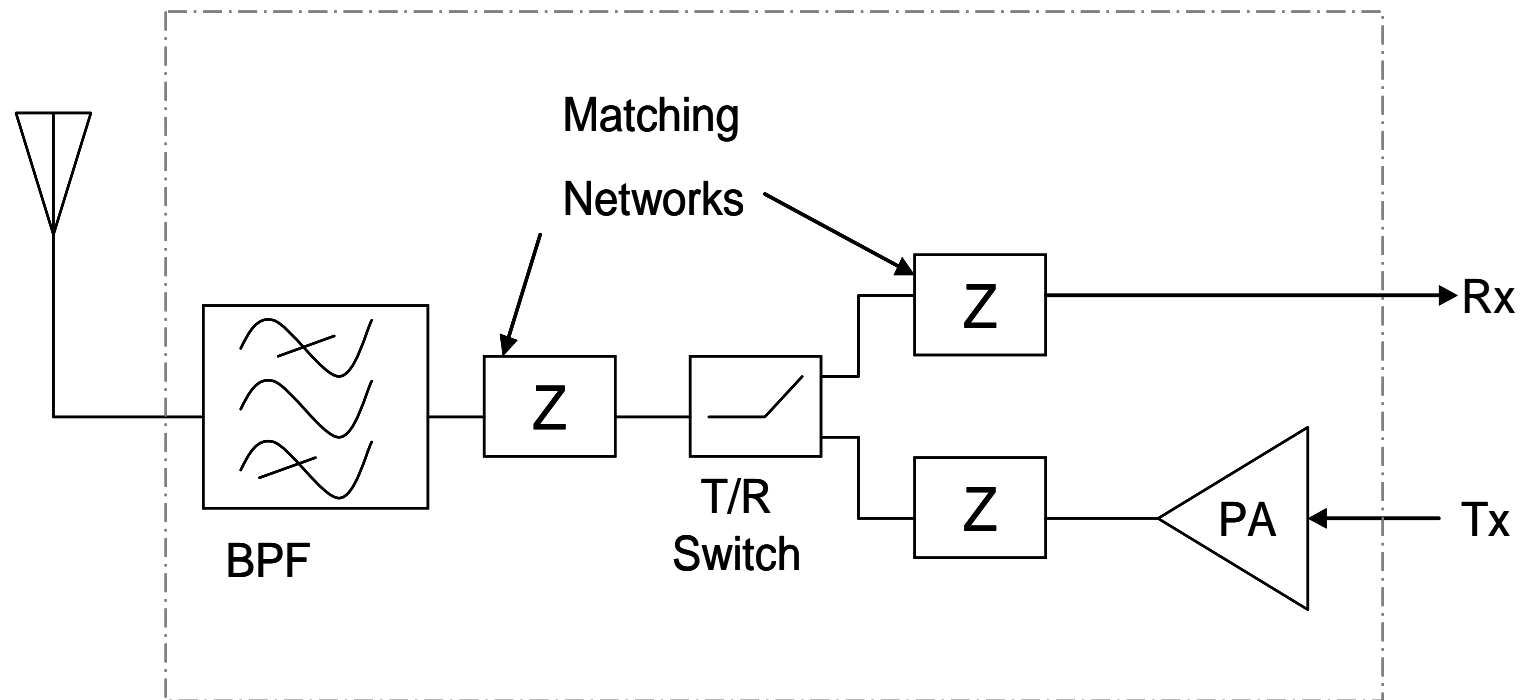 Matching
Networks
Z
Rx
Z
T/R
Switch
BPF
Z
PA
Tx